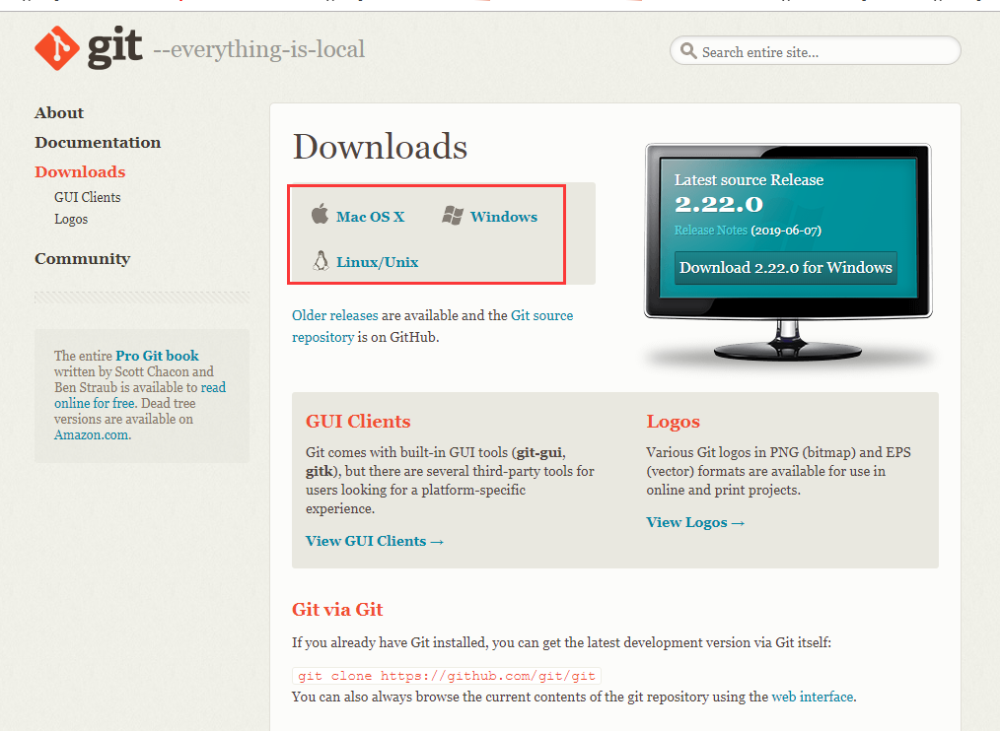 git --everything-is-local
Search entire site...
About
Documentation
Downloads
GUI Clients
Logos
Community
The entire Pro Git book
written by Scott Chacon and
Ben Straub is available to read
online for free. Dead tree
versions are available on
Amazon.com.
Downloads
Mac OS X
Windows
Linux/Unix
Older releases are available and the Git source
repository is on GitHub.
Latest source Release
2.22.0
Release Notes (2019-06-07)
Download 2.22.0 for Windows
GUI Clients
Git comes with built-in GUI tools (git-gui,
gitk), but there are several third-party tools for
users looking for a platform-specific
experience.
View GUI Clients →
Logos
Various Git logos in PNG (bitmap) and EPS
(vector) formats are available for use in
online and print projects.
View Logos →
Git via Git
If you already have Git installed, you can get the latest development version via Git itself:
git clone https://github.com/git/git
You can also always browse the current contents of the git repository using the web interface.